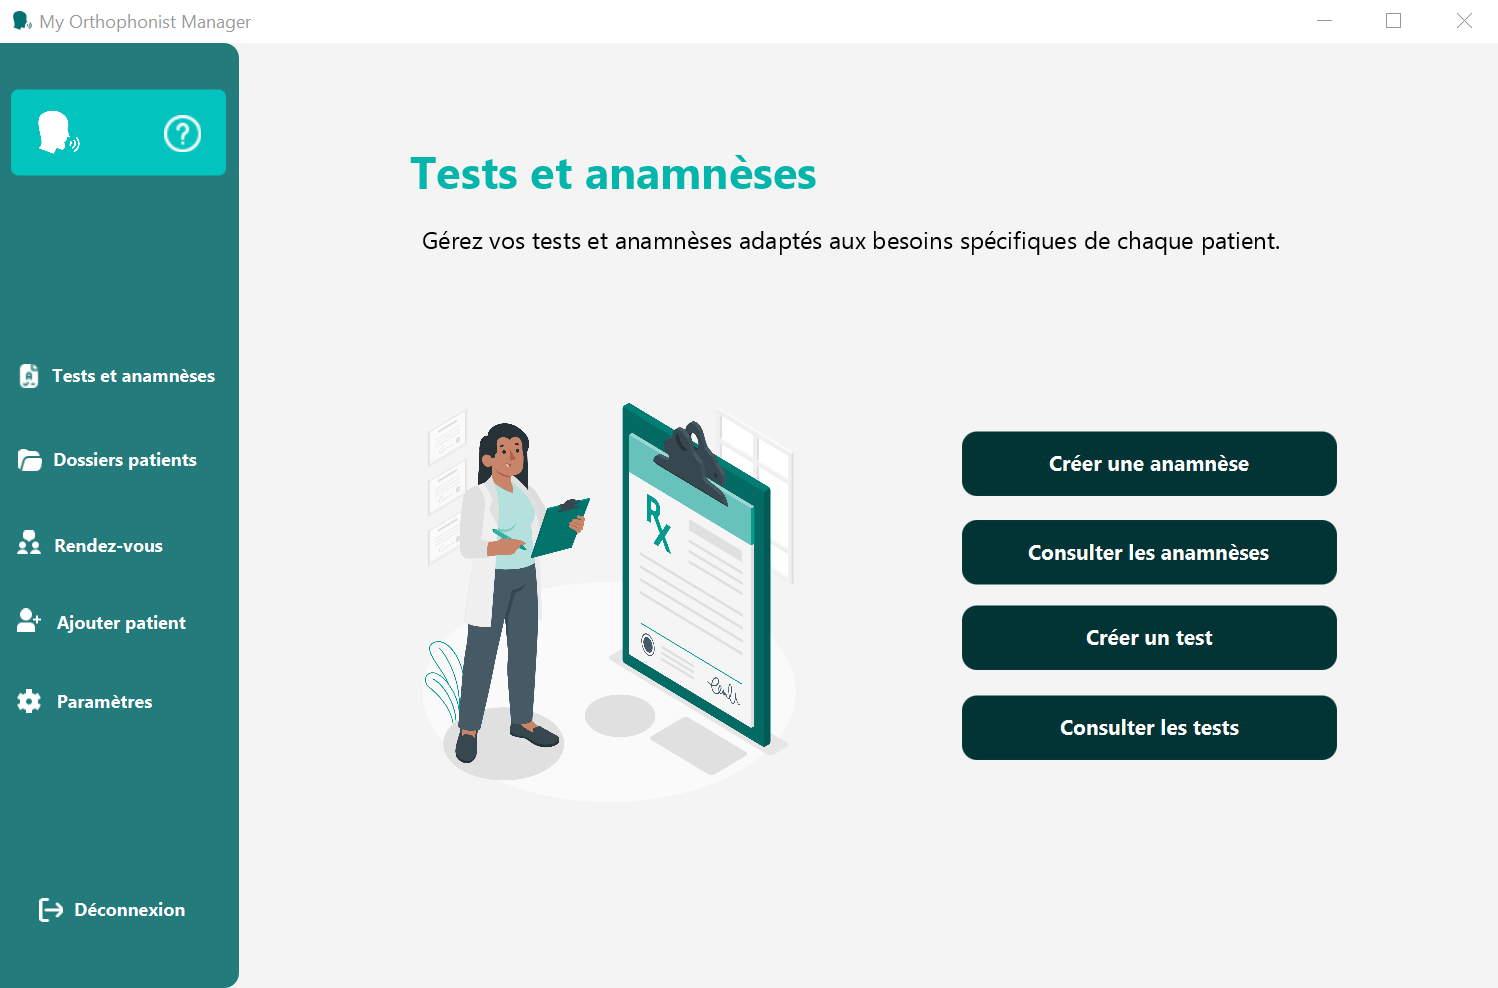 My Orthophonist Manager
Tests et anamnèses
Gérez vos tests et anamnèses adaptés aux besoins spécifiques de chaque patient.
Tests et anamnèses
Dossiers patients
Rendez-vous
Ajouter patient
Paramètres
Déconnexion
Rx
Créer une anamnèse
Consulter les anamnèses
Créer un test
Consulter les tests